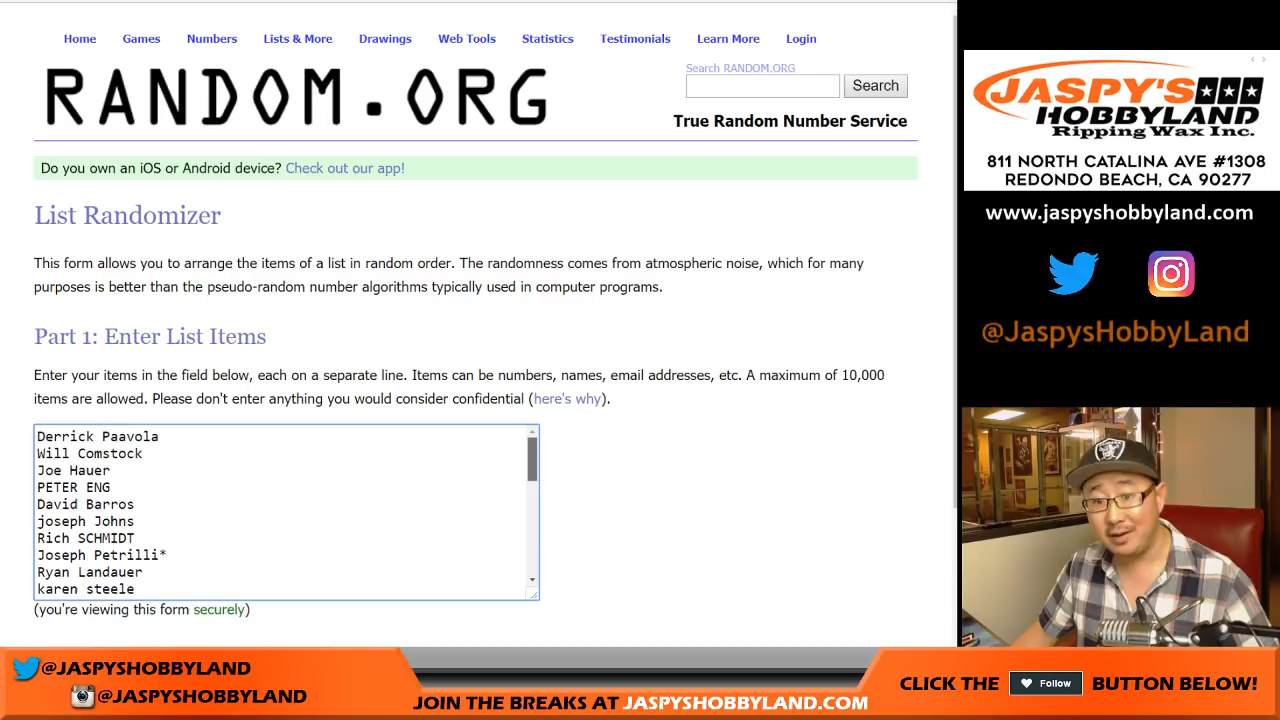 Home Games Numbers Lists & More Drawings Web Tools Statistics Testimonials Learn More Login
RANDOM.ORG
Search RANDOM.ORG
Search
True Random Number Service
Do you own an iOS or Android device? Check out our app!
List Randomizer
This form allows you to arrange the items of a list in random order. The randomness comes from atmospheric noise, which for many
purposes is better than the pseudo-random number algorithms typically used in computer programs.
Part 1: Enter List Items
Enter your items in the field below, each on a separate line. Items can be numbers, names, email addresses, etc. A maximum of 10,000
items are allowed. Please don't enter anything you would consider confidential (here's why).
Derrick Paavola
Will Comstock
Joe Hauer
PETER ENG
David Barros
joseph Johns
Rich SCHMIDT
Joseph Petrilli*
Ryan Landauer
karen steele
(you're viewing this form securely)
JASPY'S
HOBBYLAND
Ripping Wax Inc.
811 NORTH CATALINA AVE #1308
REDONDO BEACH, CA 90277
www.jaspyshobbyland.com
@JaspysHobbyLand
@JASPYSHOBBYLAND
@JASPYSHOBBYLAND
JOIN THE BREAKS AT JASPYSHOBBYLAND.COM
CLICK THE Follow BUTTON BELOW!